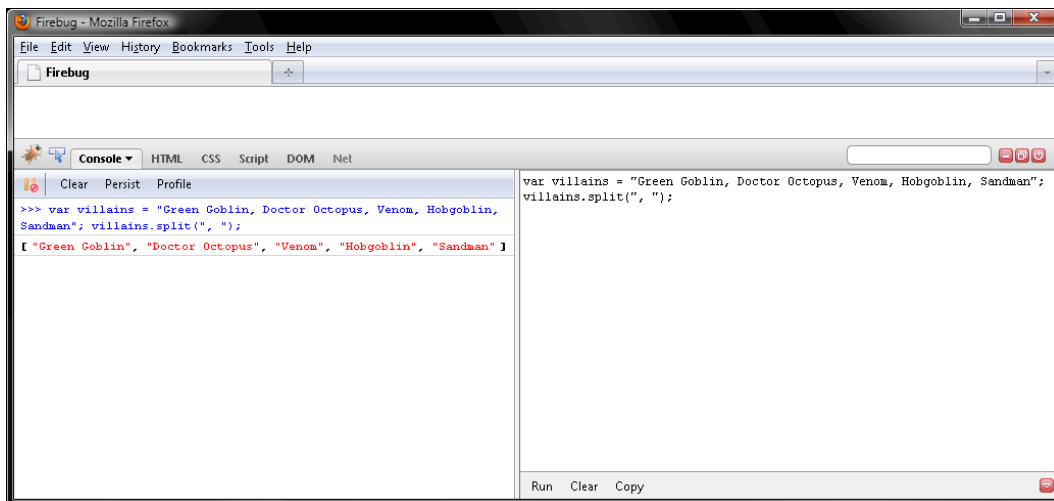 Firebug - Mozilla Firefox
File Edit View History Bookmarks Tools Help
Firebug
Console HTML CSS Script DOM Net
Clear Persist Profile
>>> var villains = "Green Goblin, Doctor Octopus, Venom, Hobgoblin,
Sandman"; villains.split(", ");
[ "Green Goblin", "Doctor Octopus", "Venom", "Hobgoblin", "Sandman" ]
var villains = "Green Goblin, Doctor Octopus, Venom, Hobgoblin, Sandman";
villains.split(", ");
Run Clear Copy